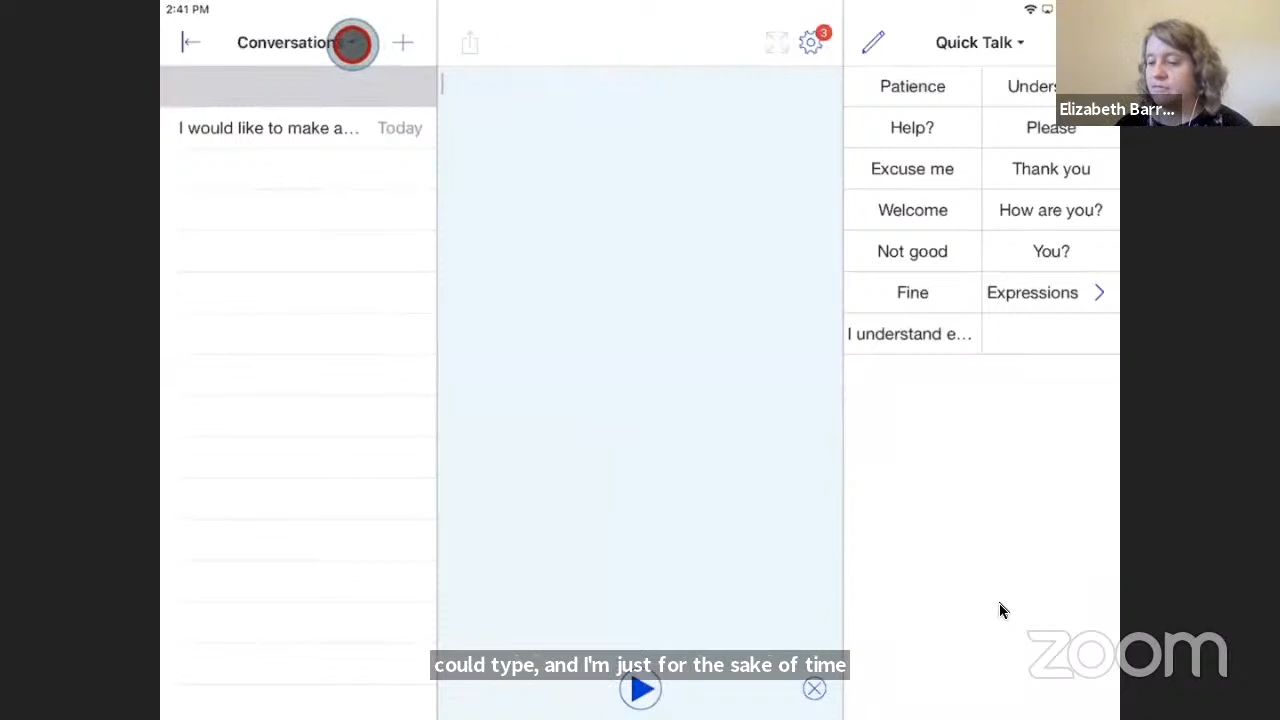 2:41 PM
Conversations
3
Quick Talk
Patience
Unders
Elizabeth Barr...
I would like to make a... Today
Help?
Please
Excuse me
Thank you
Welcome
How are you?
Not good
You?
Fine
Expressions
I understand e...
could type, and I'm just for the sake of time
zoom